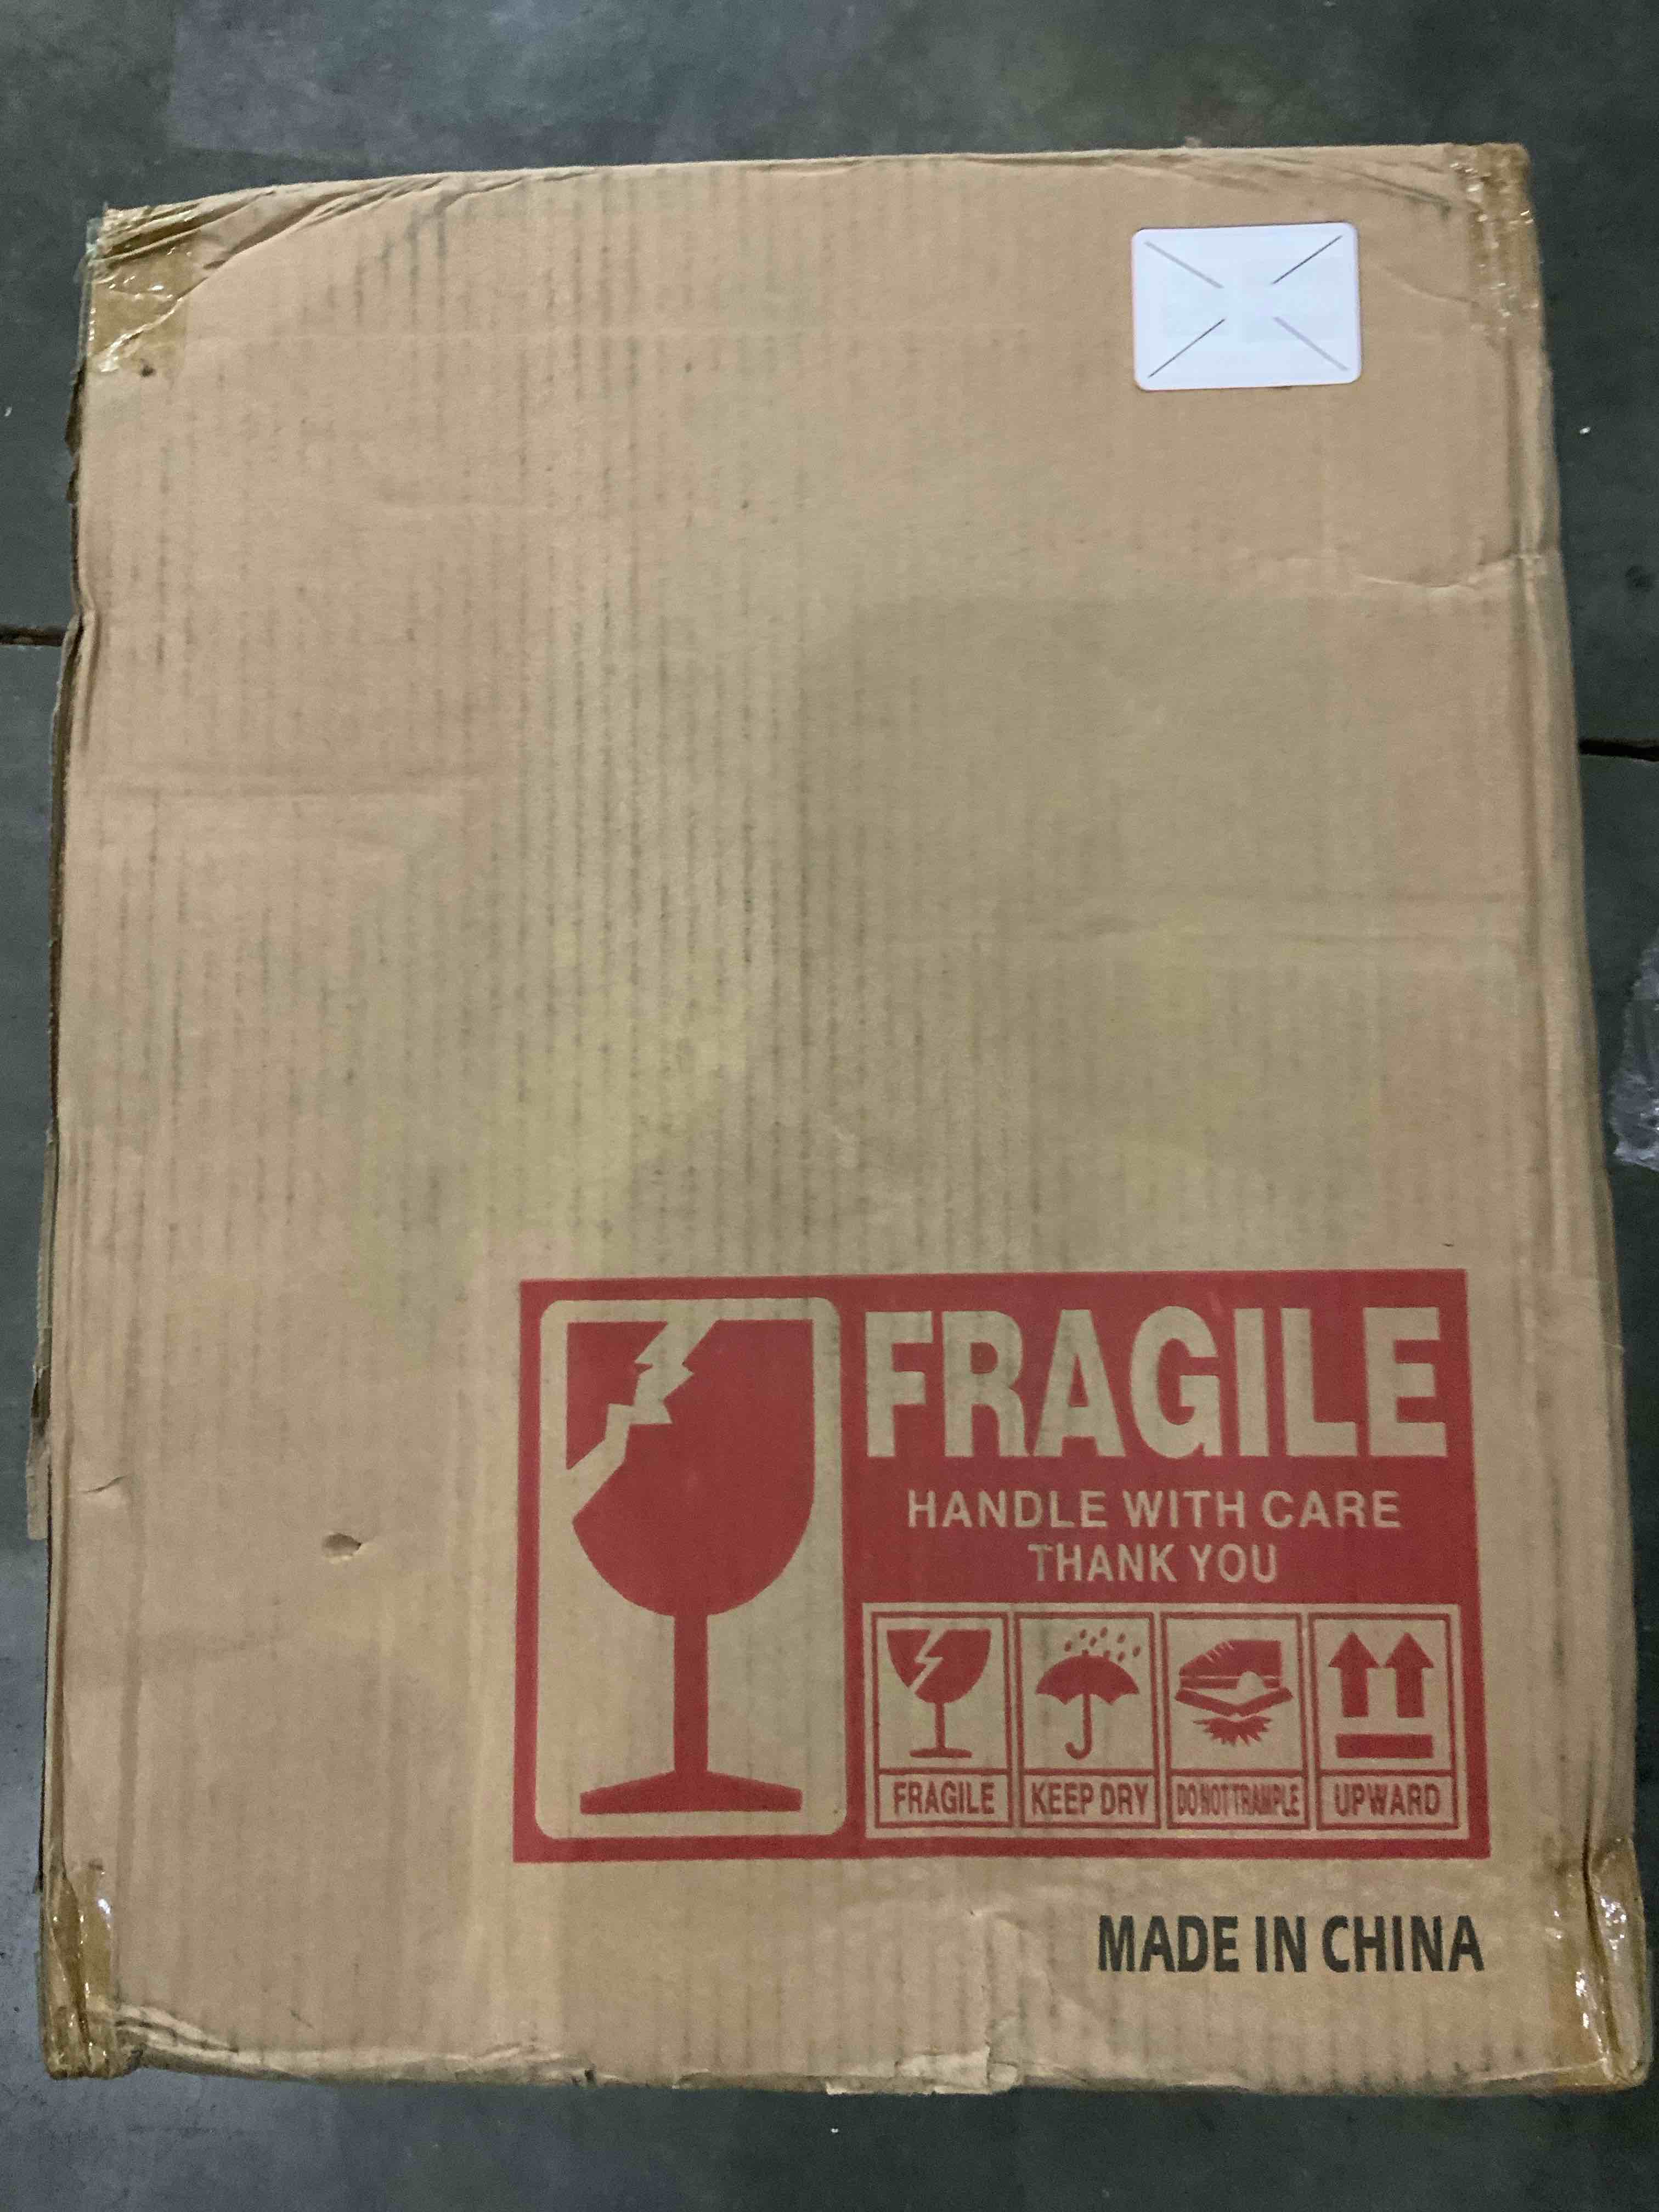 FRAGILE
HANDLE WITH CARE
THANK YOU
FRAGILE KEEP DRY DO NOT TRAMPLE UPWARD
MADE IN CHINA